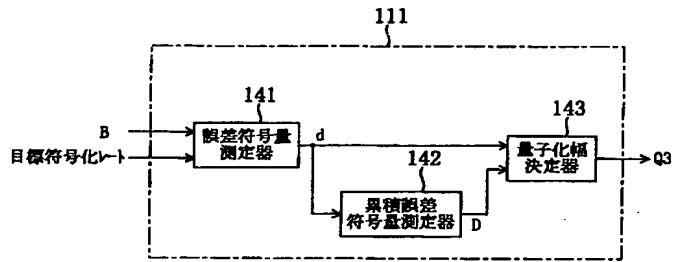 111
141
143
B
誤差符号量
測定器
d
量子化幅
決定器
Q3
目標符号化レート
142
累積誤差
符号量測定器
D